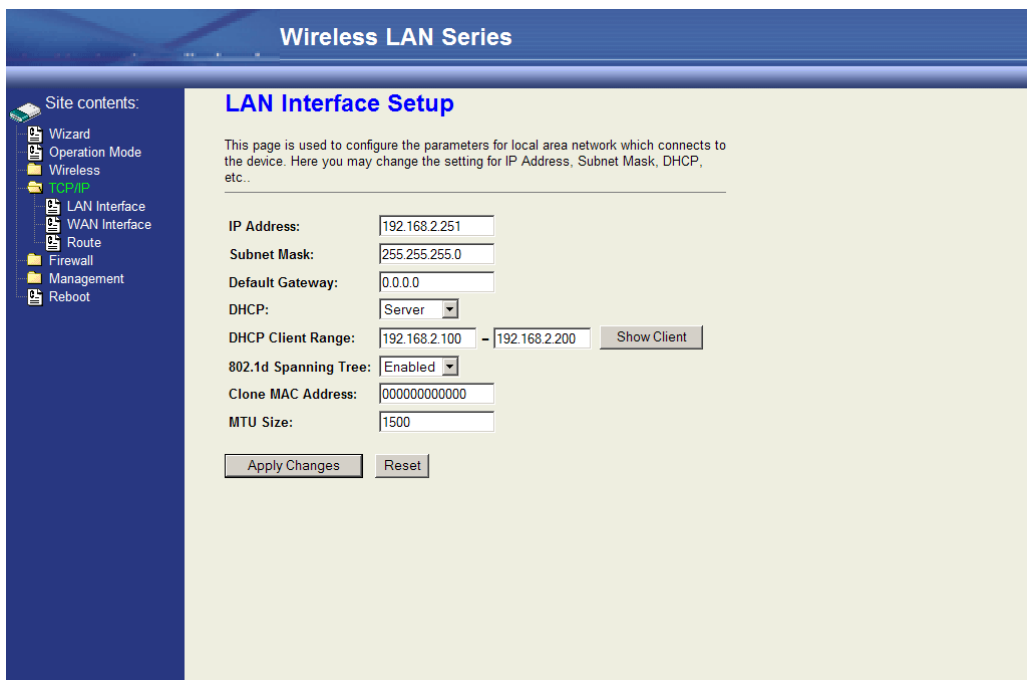 Wireless LAN Series
Site contents:
Wizard
Operation Mode
Wireless
TCP/IP
LAN Interface
WAN Interface
Route
Firewall
Management
Reboot
LAN Interface Setup
This page is used to configure the parameters for local area network which connects to
the device. Here you may change the setting for IP Address, Subnet Mask, DHCP,
etc..
IP Address: 192.168.2.251
Subnet Mask: 255.255.255.0
Default Gateway: 0.0.0.0
DHCP: Server
DHCP Client Range: 192.168.2.100 – 192.168.2.200 Show Client
802.1d Spanning Tree: Enabled
Clone MAC Address: 000000000000
MTU Size: 1500
Apply Changes Reset